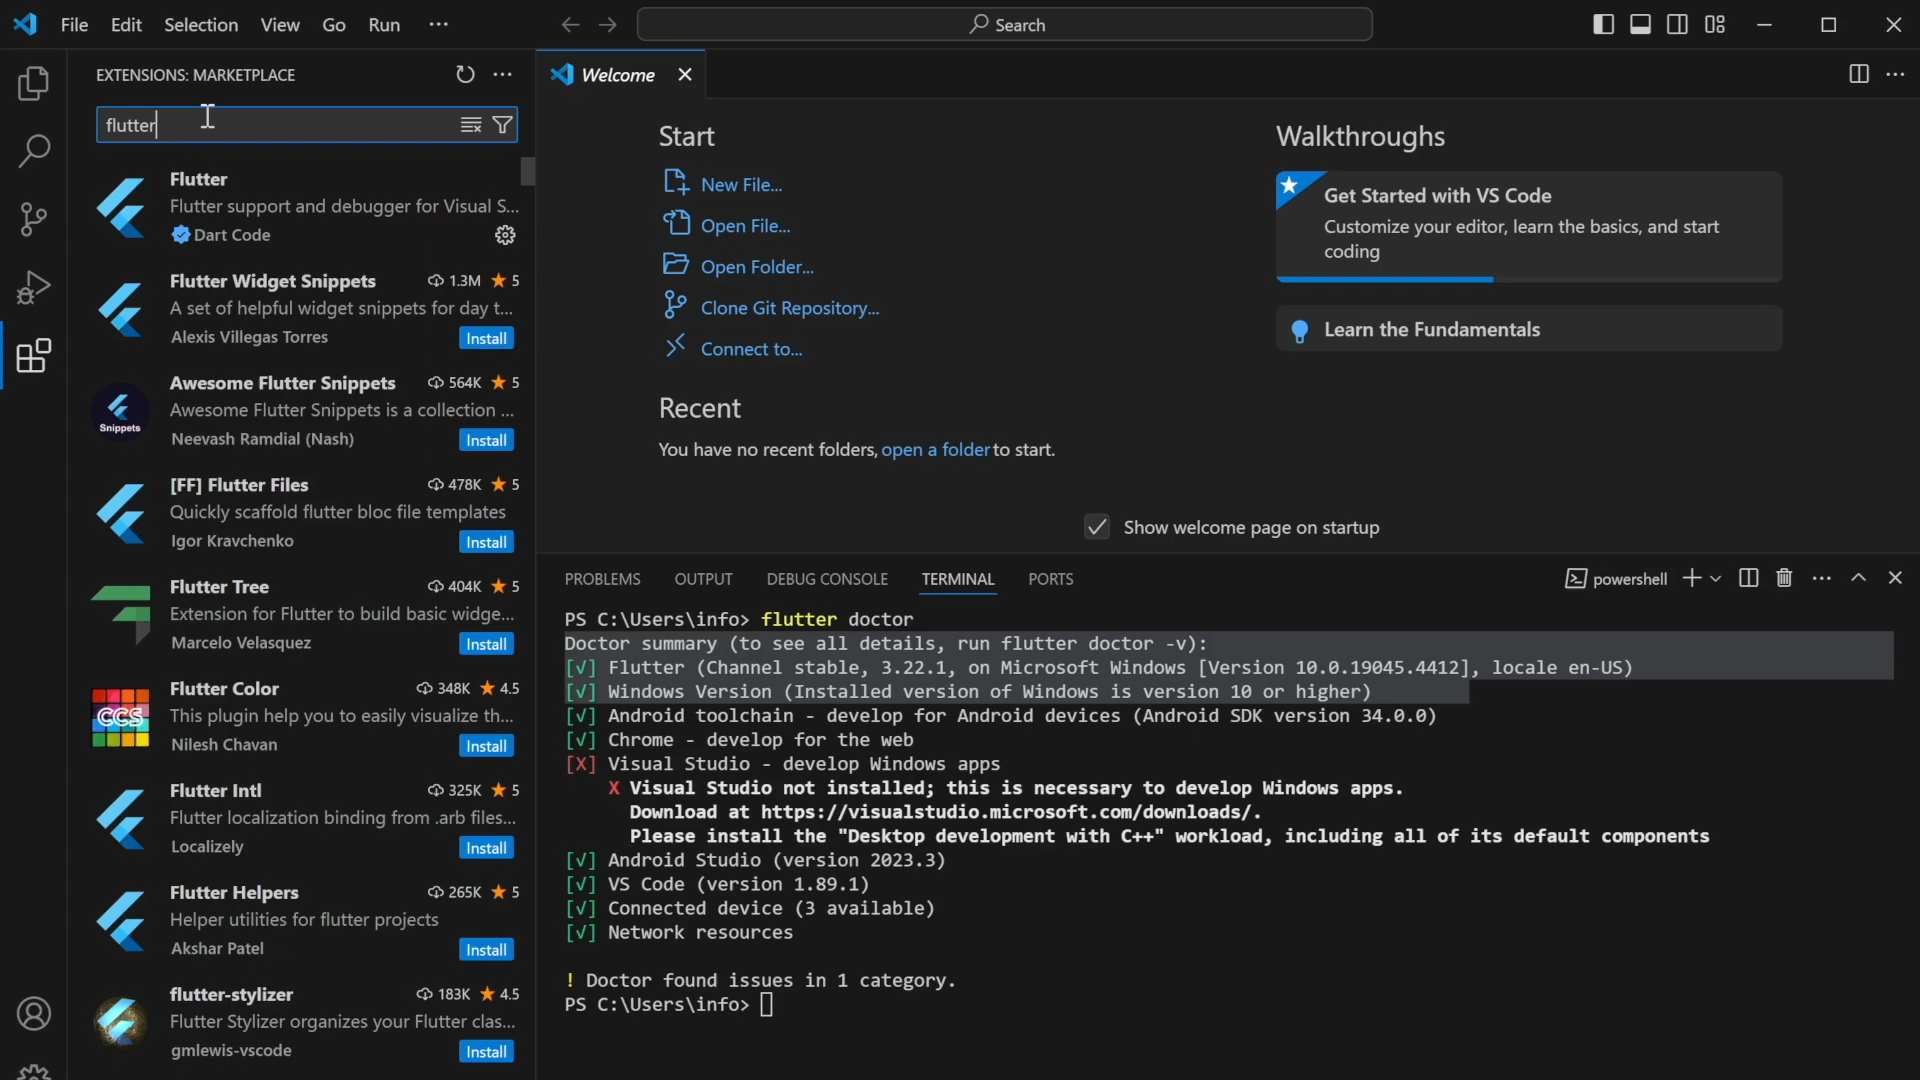 File Edit Selection View Go Run ···
Search
EXTENSIONS: MARKETPLACE
flutter
Flutter
Flutter support and debugger for Visual S...
Dart Code
Flutter Widget Snippets 1.3M 5
A set of helpful widget snippets for day t...
Alexis Villegas Torres Install
Awesome Flutter Snippets 564K 5
Awesome Flutter Snippets is a collection ...
Snippets
Neevash Ramdial (Nash) Install
[FF] Flutter Files 478K 5
Quickly scaffold flutter bloc file templates
Igor Kravchenko Install
Flutter Tree 404K 5
Extension for Flutter to build basic widge...
Marcelo Velasquez Install
Flutter Color 348K 4.5
CCS
This plugin help you to easily visualize th...
Nilesh Chavan Install
Flutter Intl 325K 5
Flutter localization binding from .arb files...
Localizely Install
Flutter Helpers 265K 5
Helper utilities for flutter projects
Akshar Patel Install
flutter-stylizer 183K 4.5
Flutter Stylizer organizes your Flutter clas...
gmlewis-vscode Install
Welcome
Start
New File...
Open File...
Open Folder...
Clone Git Repository...
Connect to...
Recent
You have no recent folders, open a folder to start.
Walkthroughs
Get Started with VS Code
Customize your editor, learn the basics, and start
coding
Learn the Fundamentals
Show welcome page on startup
PROBLEMS OUTPUT DEBUG CONSOLE TERMINAL PORTS
powershell
PS C:\Users\info> flutter doctor
Doctor summary (to see all details, run flutter doctor -v):
[√] Flutter (Channel stable, 3.22.1, on Microsoft Windows [Version 10.0.19045.4412], locale en-US)
[√] Windows Version (Installed version of Windows is version 10 or higher)
[√] Android toolchain - develop for Android devices (Android SDK version 34.0.0)
[√] Chrome - develop for the web
[X] Visual Studio - develop Windows apps
X Visual Studio not installed; this is necessary to develop Windows apps.
Download at https://visualstudio.microsoft.com/downloads/.
Please install the "Desktop development with C++" workload, including all of its default components
[√] Android Studio (version 2023.3)
[√] VS Code (version 1.89.1)
[√] Connected device (3 available)
[√] Network resources
! Doctor found issues in 1 category.
PS C:\Users\info>